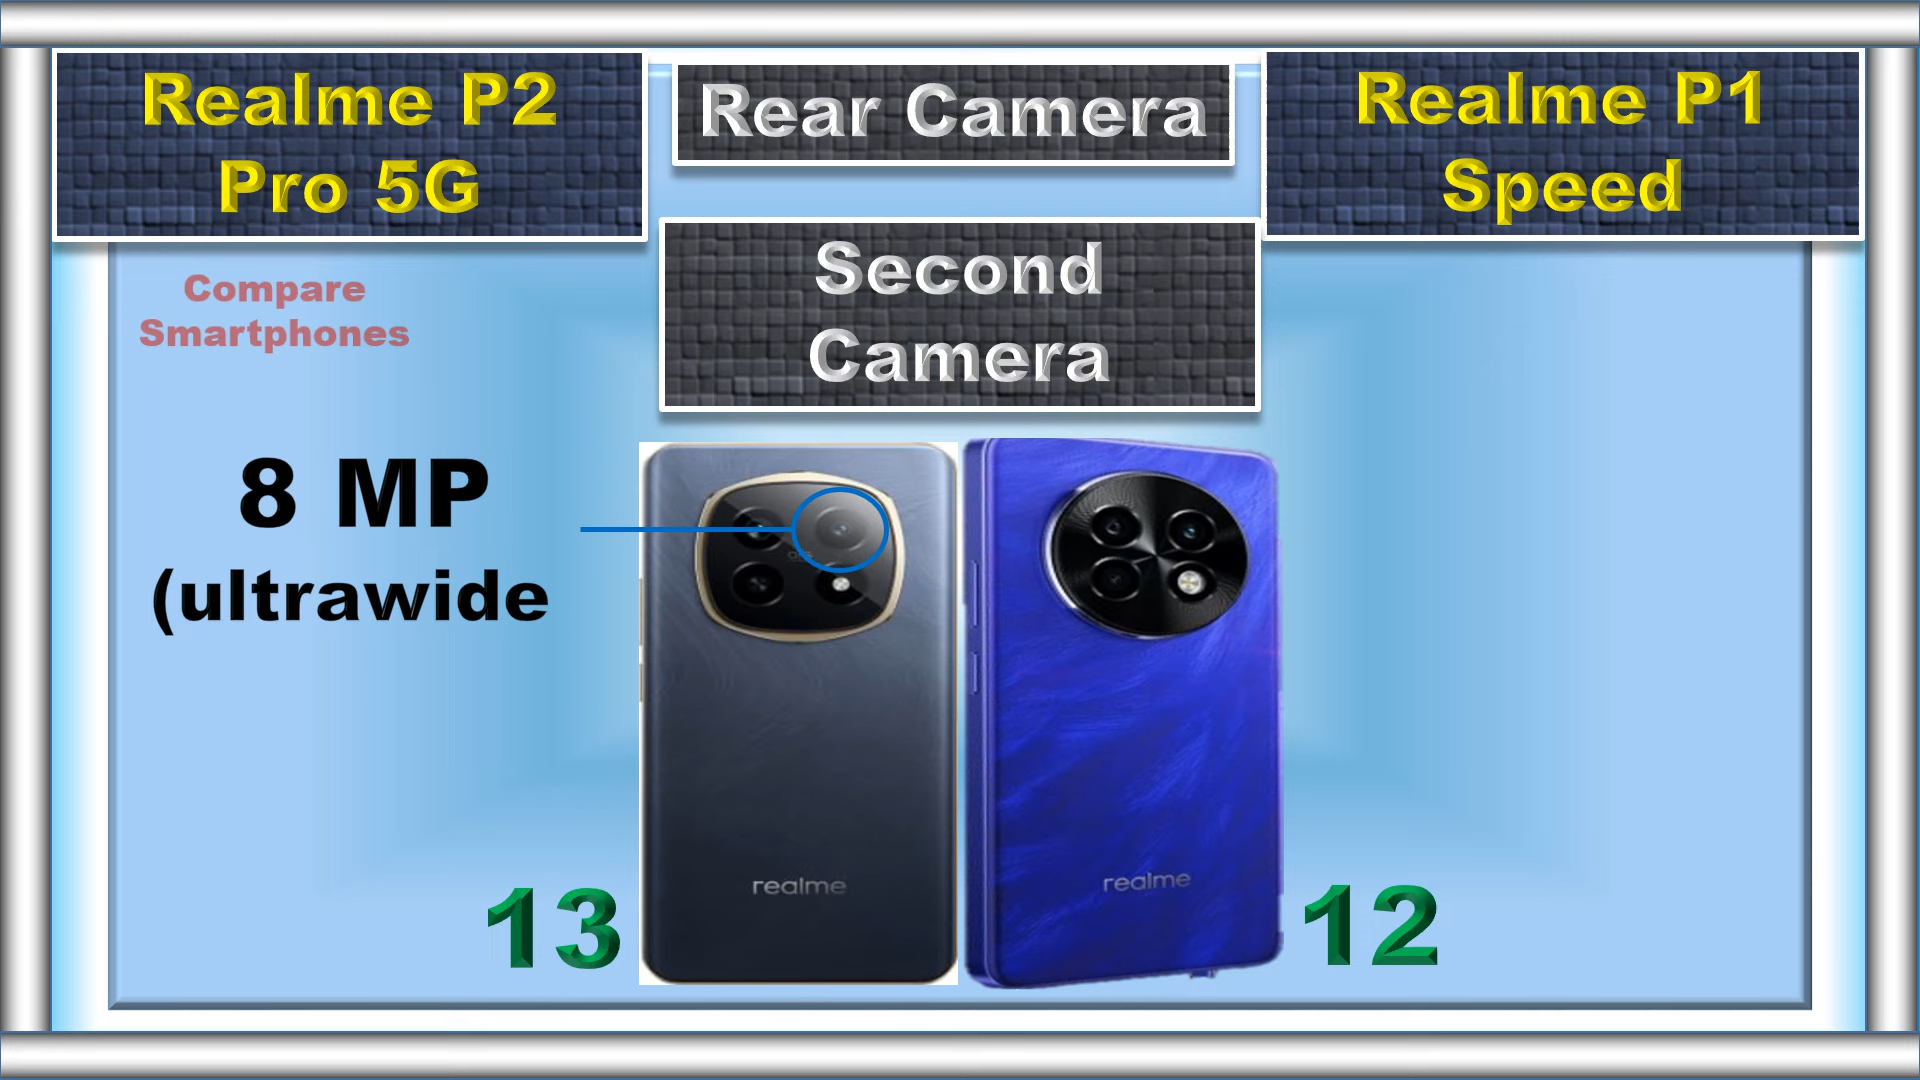 Realme P2
Pro 5G
Rear Camera
Realme P1
Speed
Second
Camera
Compare
Smartphones
8 MP
(ultrawide
realme
realme
13
12